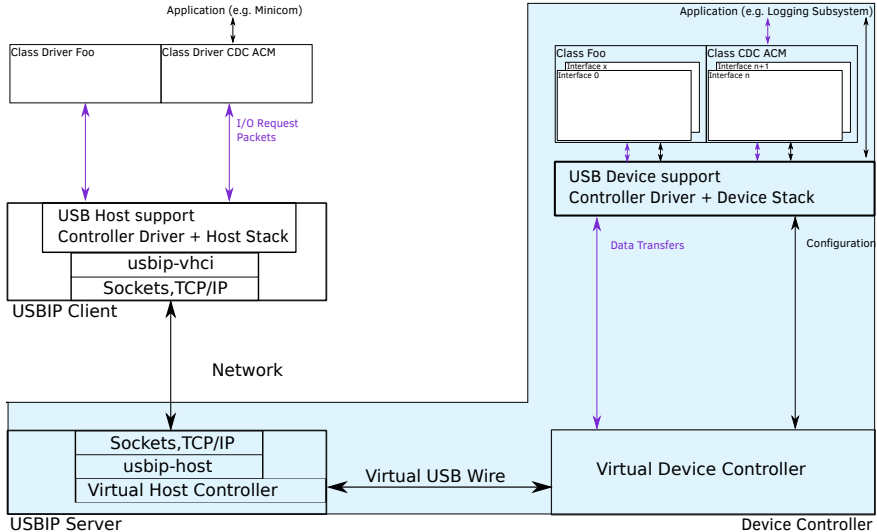 Application (e.g. Minicom)
Class Driver Foo
Class Driver CDC ACM
I/O Request
Packets
USB Host support
Controller Driver + Host Stack
usbip-vhci
Sockets,TCP/IP
USBIP Client
Network
Sockets,TCP/IP
usbip-host
Virtual Host Controller
USBIP Server
Virtual USB Wire
Application (e.g. Logging Subsystem)
Class Foo
Interface x
Interface 0
Class CDC ACM
Interface n+1
Interface n
USB Device support
Controller Driver + Device Stack
Data Transfers
Configuration
Virtual Device Controller
Device Controller